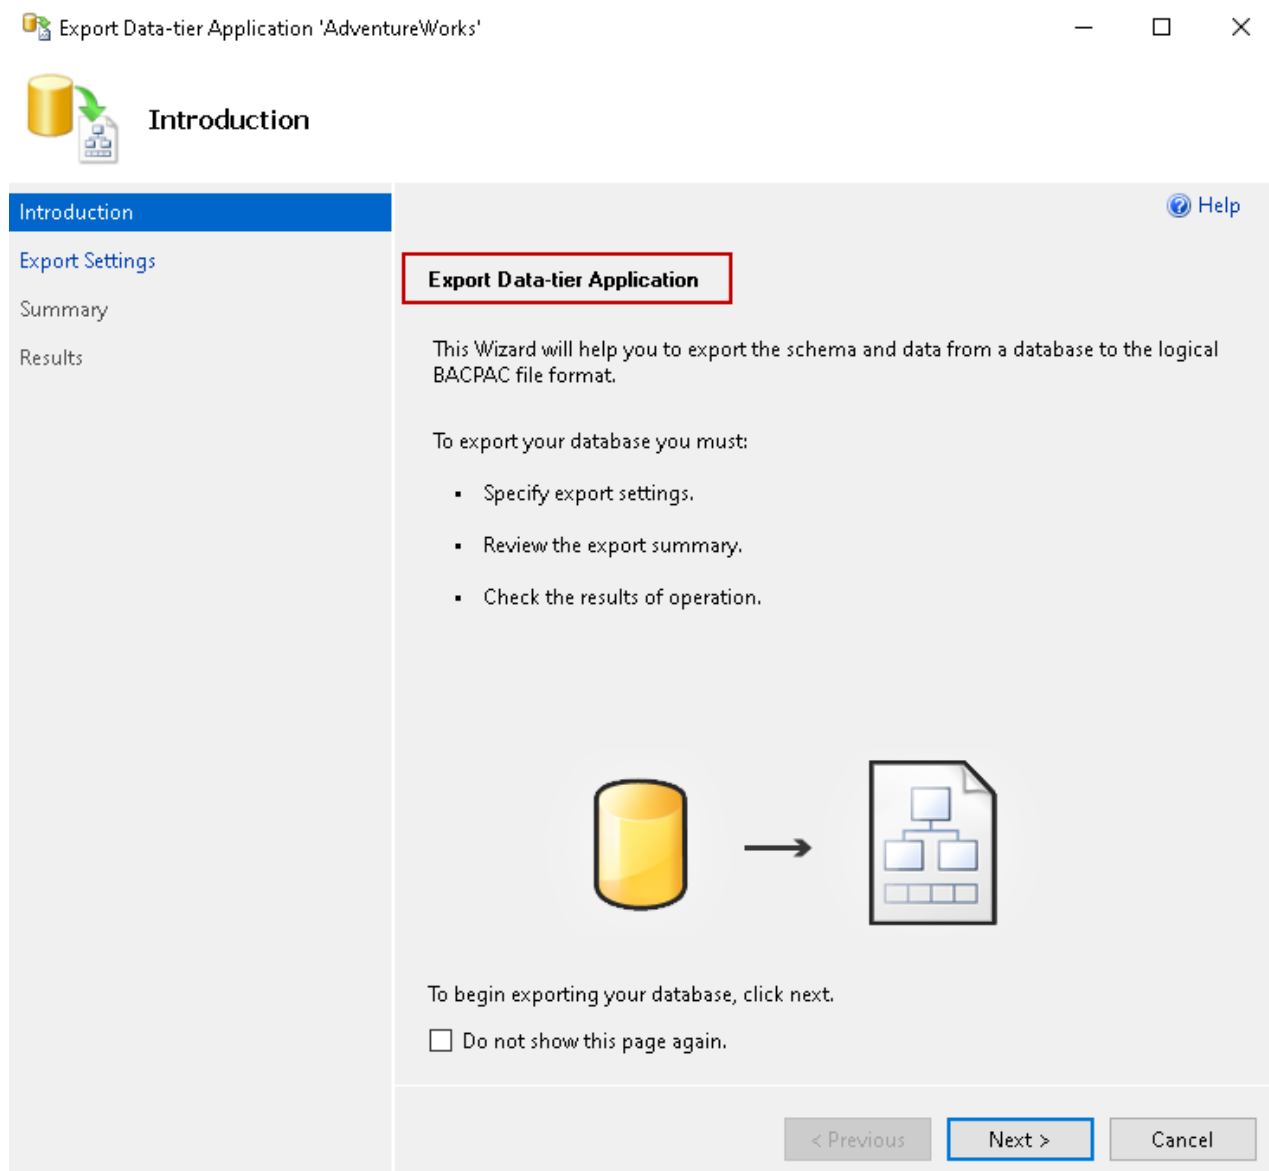 Export Data-tier Application 'AdventureWorks'
Introduction
Introduction
Export Settings
Summary
Results
Help
Export Data-tier Application
This Wizard will help you to export the schema and data from a database to the logical
BACPAC file format.
To export your database you must:
▪ Specify export settings.
▪ Review the export summary.
▪ Check the results of operation.
To begin exporting your database, click next.
Do not show this page again.
< Previous
Next >
Cancel